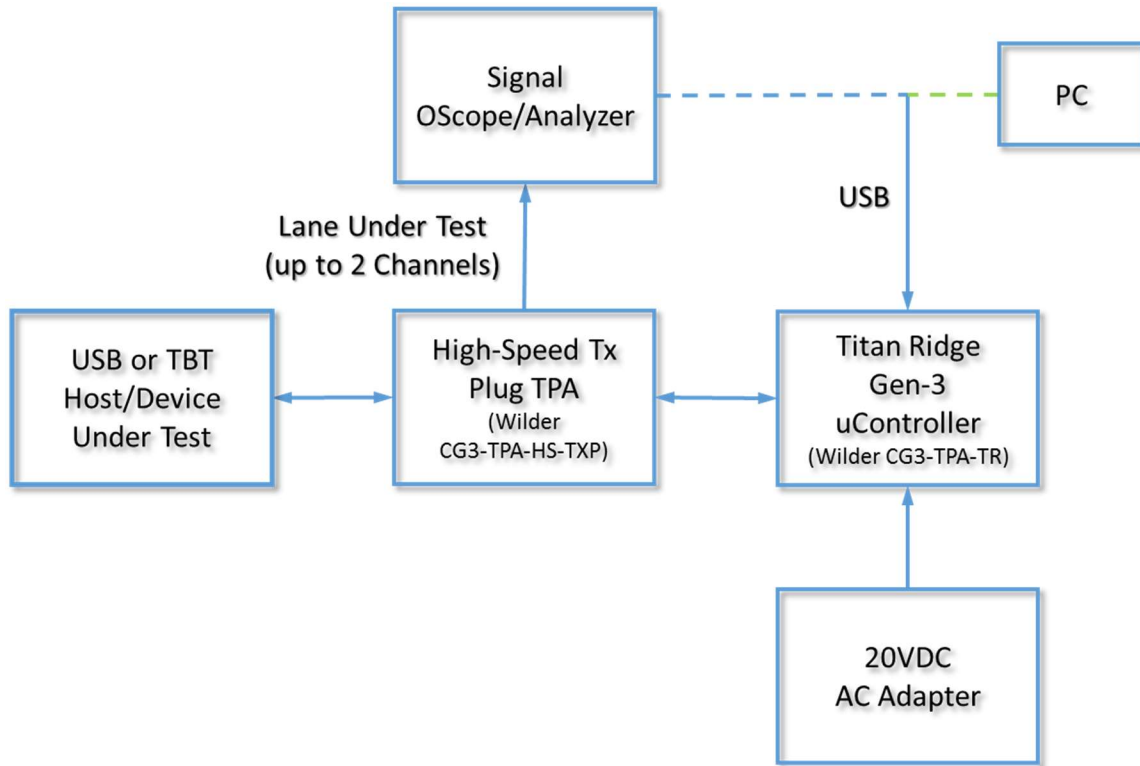 Signal
OScope/Analyzer
PC
USB
Lane Under Test
(up to 2 Channels)
USB or TBT
Host/Device
Under Test
High-Speed Tx
Plug TPA
(Wilder
CG3-TPA-HS-TXP)
Titan Ridge
Gen-3
uController
(Wilder CG3-TPA-TR)
20VDC
AC Adapter